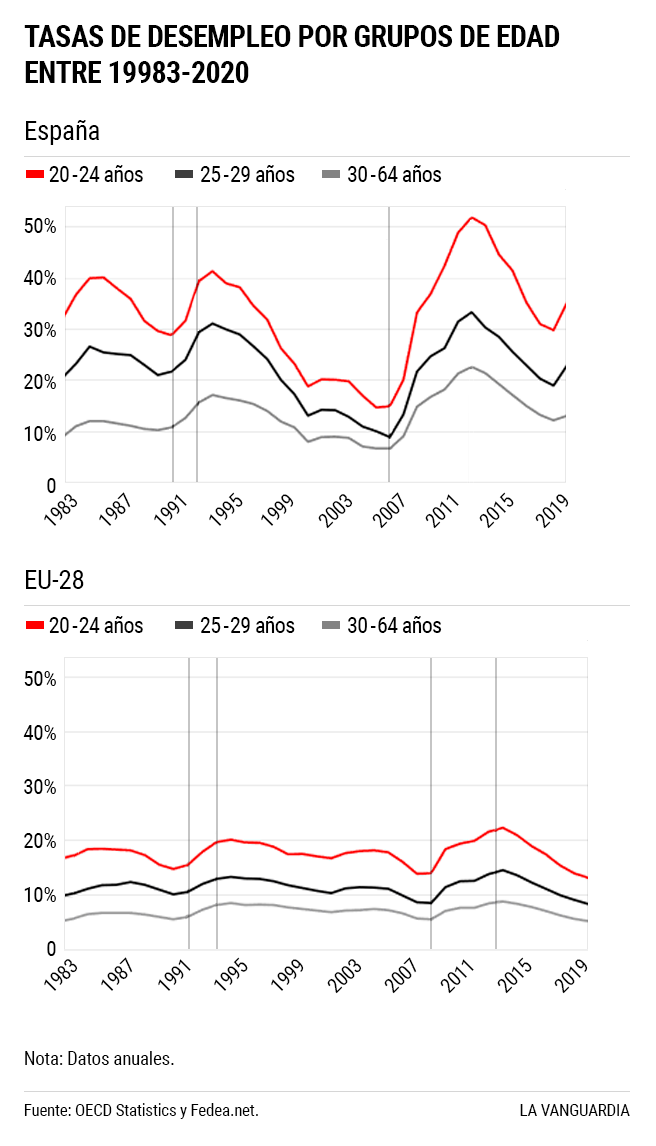 TASAS DE DESEMPLEO POR GRUPOS DE EDAD
ENTRE 19983-2020
España
20-24 años 25-29 años 30-64 años
50%
40%
30%
20%
10%
0
1983 1987 1991 1995 1999 2003 2007 2011 2015 2019
EU-28
20-24 años 25-29 años 30-64 años
50%
40%
30%
20%
10%
0
1983 1987 1991 1995 1999 2003 2007 2011 2015 2019
Nota: Datos anuales.
Fuente: OECD Statistics y Fedea.net. LA VANGUARDIA